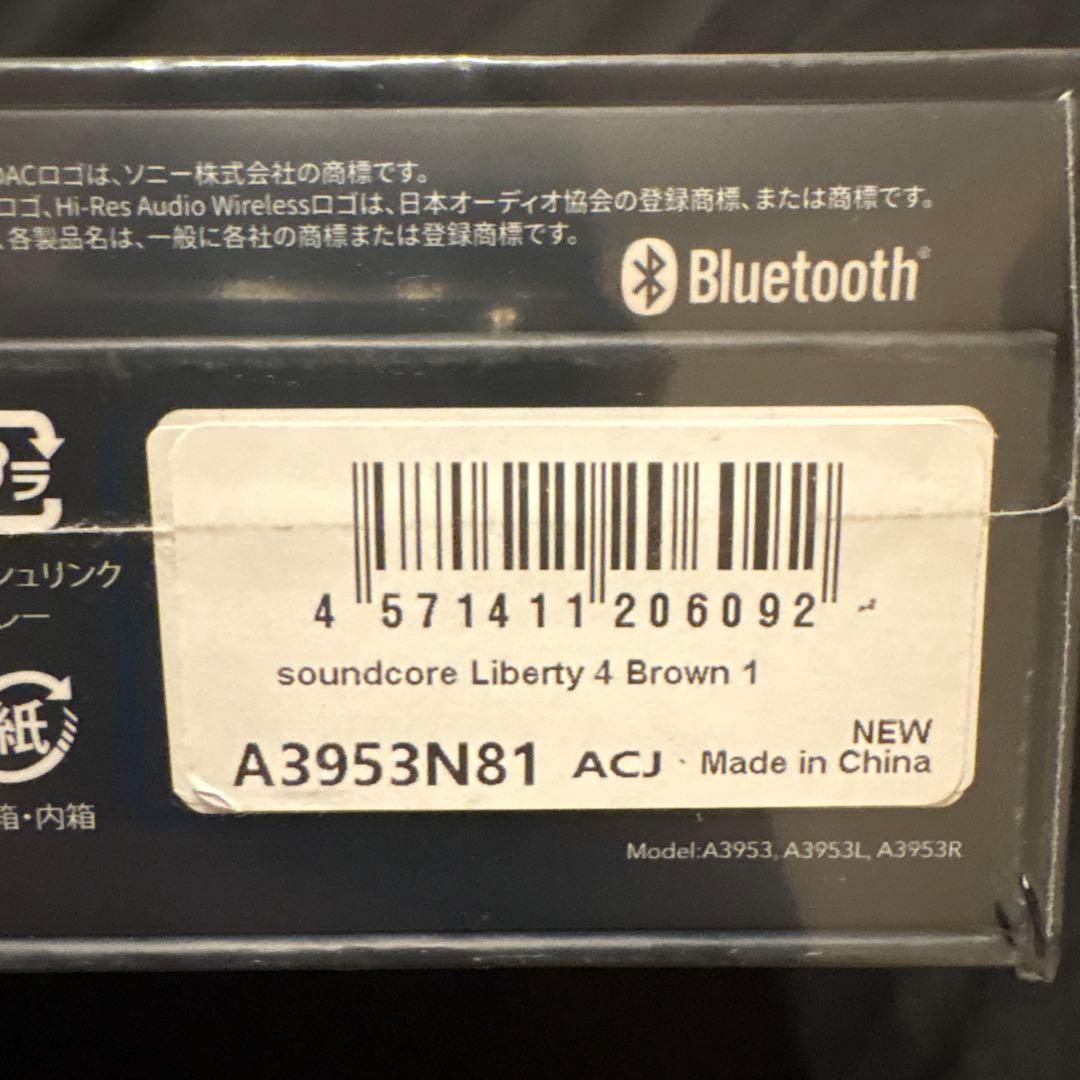 DACロゴは、ソニー株式会社の商標です。
ロゴ、Hi-Res Audio Wirelessロゴは、日本オーディオ協会の登録商標、または商標です。
、各製品名は、一般に各社の商標または登録商標です。
Bluetooth®
プラ
シュリンク
レー
4 571411 206092
soundcore Liberty 4 Brown 1
紙
NEW
A3953N81 ACJ · Made in China
箱・内箱
Model:A3953, A3953L, A3953R